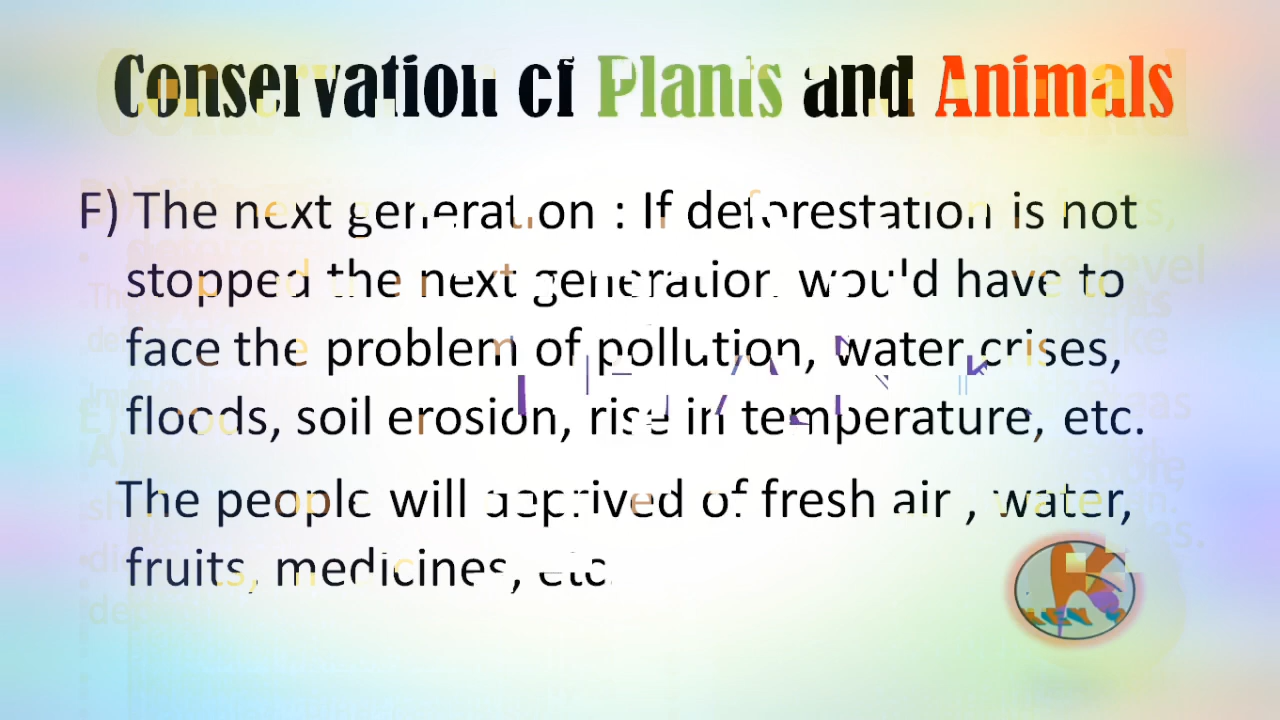 Conservation of Plants and Animals
F) The next generation : If deforestation is not
stopped the next generation would have to
face the problem of pollution, water crises,
floods, soil erosion, rise in temperature, etc.
The people will deprived of fresh air , water,
fruits, medicines, etc.